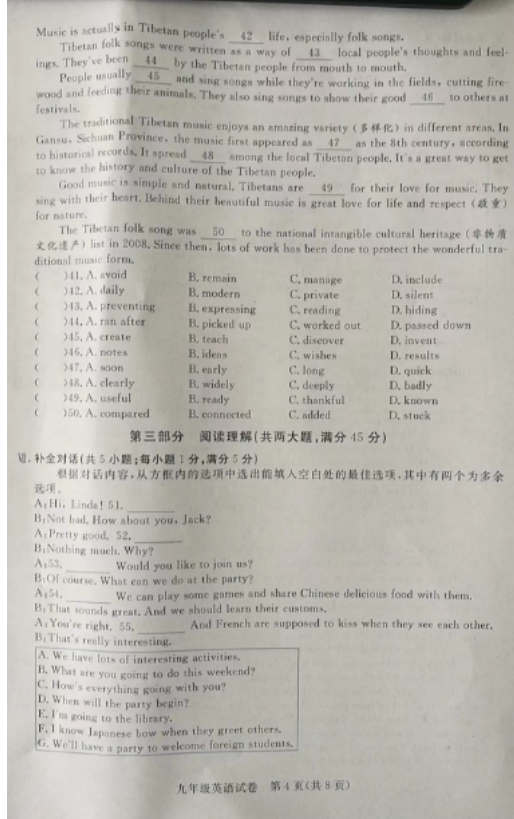 Music is actually in Tibetan people's 42 life, especially folk songs.
Tibetan folk songs were written as a way of 43 local people's thoughts and feel-
ings. They've been 44 by the Tibetan people from mouth to mouth.
People usually 45 and sing songs while they're working in the fields, cutting fire-
wood and feeding their animals. They also sing songs to show their good 46 to others at
festivals.
The traditional Tibetan music enjoys an amazing variety (多样化) in different areas. In
Gansu, Sichuan Province, the music first appeared as 47 as the 8th century, according
to historical records. It spread 48 among the local Tibetan people. It's a great way to get
to know the history and culture of the Tibetan people.
Good music is simple and natural. Tibetans are 49 for their love for music. They
sing with their heart. Behind their beautiful music is great love for life and respect (敬重)
for nature.
The Tibetan folk song was 50 to the national intangible cultural heritage (非物质
文化遗产) list in 2008. Since then, lots of work has been done to protect the wonderful tra-
ditional music form.
( )41. A. avoid B. remain C. manage D. include
( )42. A. daily B. modern C. private D. silent
( )43. A. preventing B. expressing C. reading D. hiding
( )44. A. ran after B. picked up C. worked out D. passed down
( )45. A. create B. teach C. discover D. invent
( )46. A. notes B. ideas C. wishes D. results
( )47. A. soon B. early C. long D. quick
( )48. A. clearly B. widely C. deeply D. badly
( )49. A. useful B. ready C. thankful D. known
( )50. A. compared B. connected C. added D. stuck
第三部分 阅读理解(共两大题,满分45分)
Ⅶ. 补全对话(共5小题;每小题1分,满分5分)
根据对话内容,从方框内的选项中选出能填入空白处的最佳选项,其中有两个为多余
选项。
A: Hi, Linda! 51.
B: Not bad. How about you, Jack?
A: Pretty good. 52.
B: Nothing much. Why?
A: 53. Would you like to join us?
B: Of course. What can we do at the party?
A: 54. We can play some games and share Chinese delicious food with them.
B: That sounds great. And we should learn their customs.
A: You're right. 55. And French are supposed to kiss when they see each other.
B: That's really interesting.
A. We have lots of interesting activities.
B. What are you going to do this weekend?
C. How's everything going with you?
D. When will the party begin?
E. I'm going to the library.
F. I know Japanese bow when they greet others.
G. We'll have a party to welcome foreign students.
九年级英语试卷 第4页(共8页)